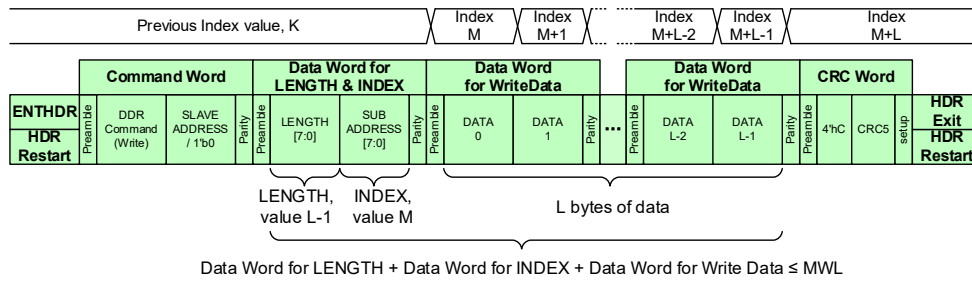 Previous Index value, K
Index
M
Index
M+1
Index
M+L-2
Index
M+L-1
Index
M+L
Command Word
Data Word for
LENGTH & INDEX
Data Word
for WriteData
Data Word
for WriteData
CRC Word
ENTHDR
HDR
Restart
Preamble
DDR
Command
(Write)
SLAVE
ADDRESS
/ 1'b0
Parity
Preamble
LENGTH
[7:0]
SUB
ADDRESS
[7:0]
Parity
Preamble
DATA
0
DATA
1
Parity
...
Preamble
DATA
L-2
DATA
L-1
Parity
Preamble
4'hC
CRC5
setup
HDR
Exit
HDR
Restart
LENGTH,
value L-1
INDEX,
value M
L bytes of data
Data Word for LENGTH + Data Word for INDEX + Data Word for Write Data ≤ MWL